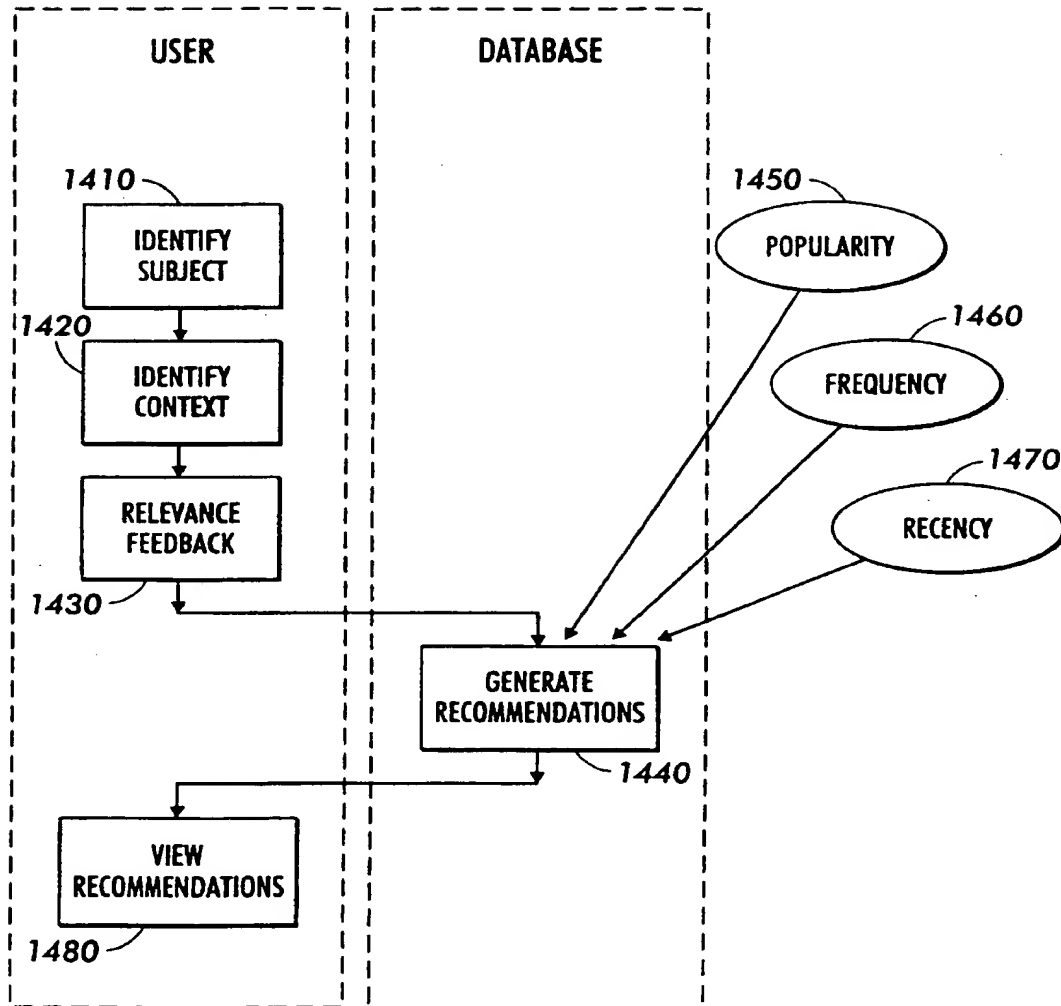 USER
DATABASE
1410
IDENTIFY
SUBJECT
1420
IDENTIFY
CONTEXT
RELEVANCE
FEEDBACK
1430
1450
POPULARITY
1460
FREQUENCY
1470
RECENCY
GENERATE
RECOMMENDATIONS
1440
VIEW
RECOMMENDATIONS
1480